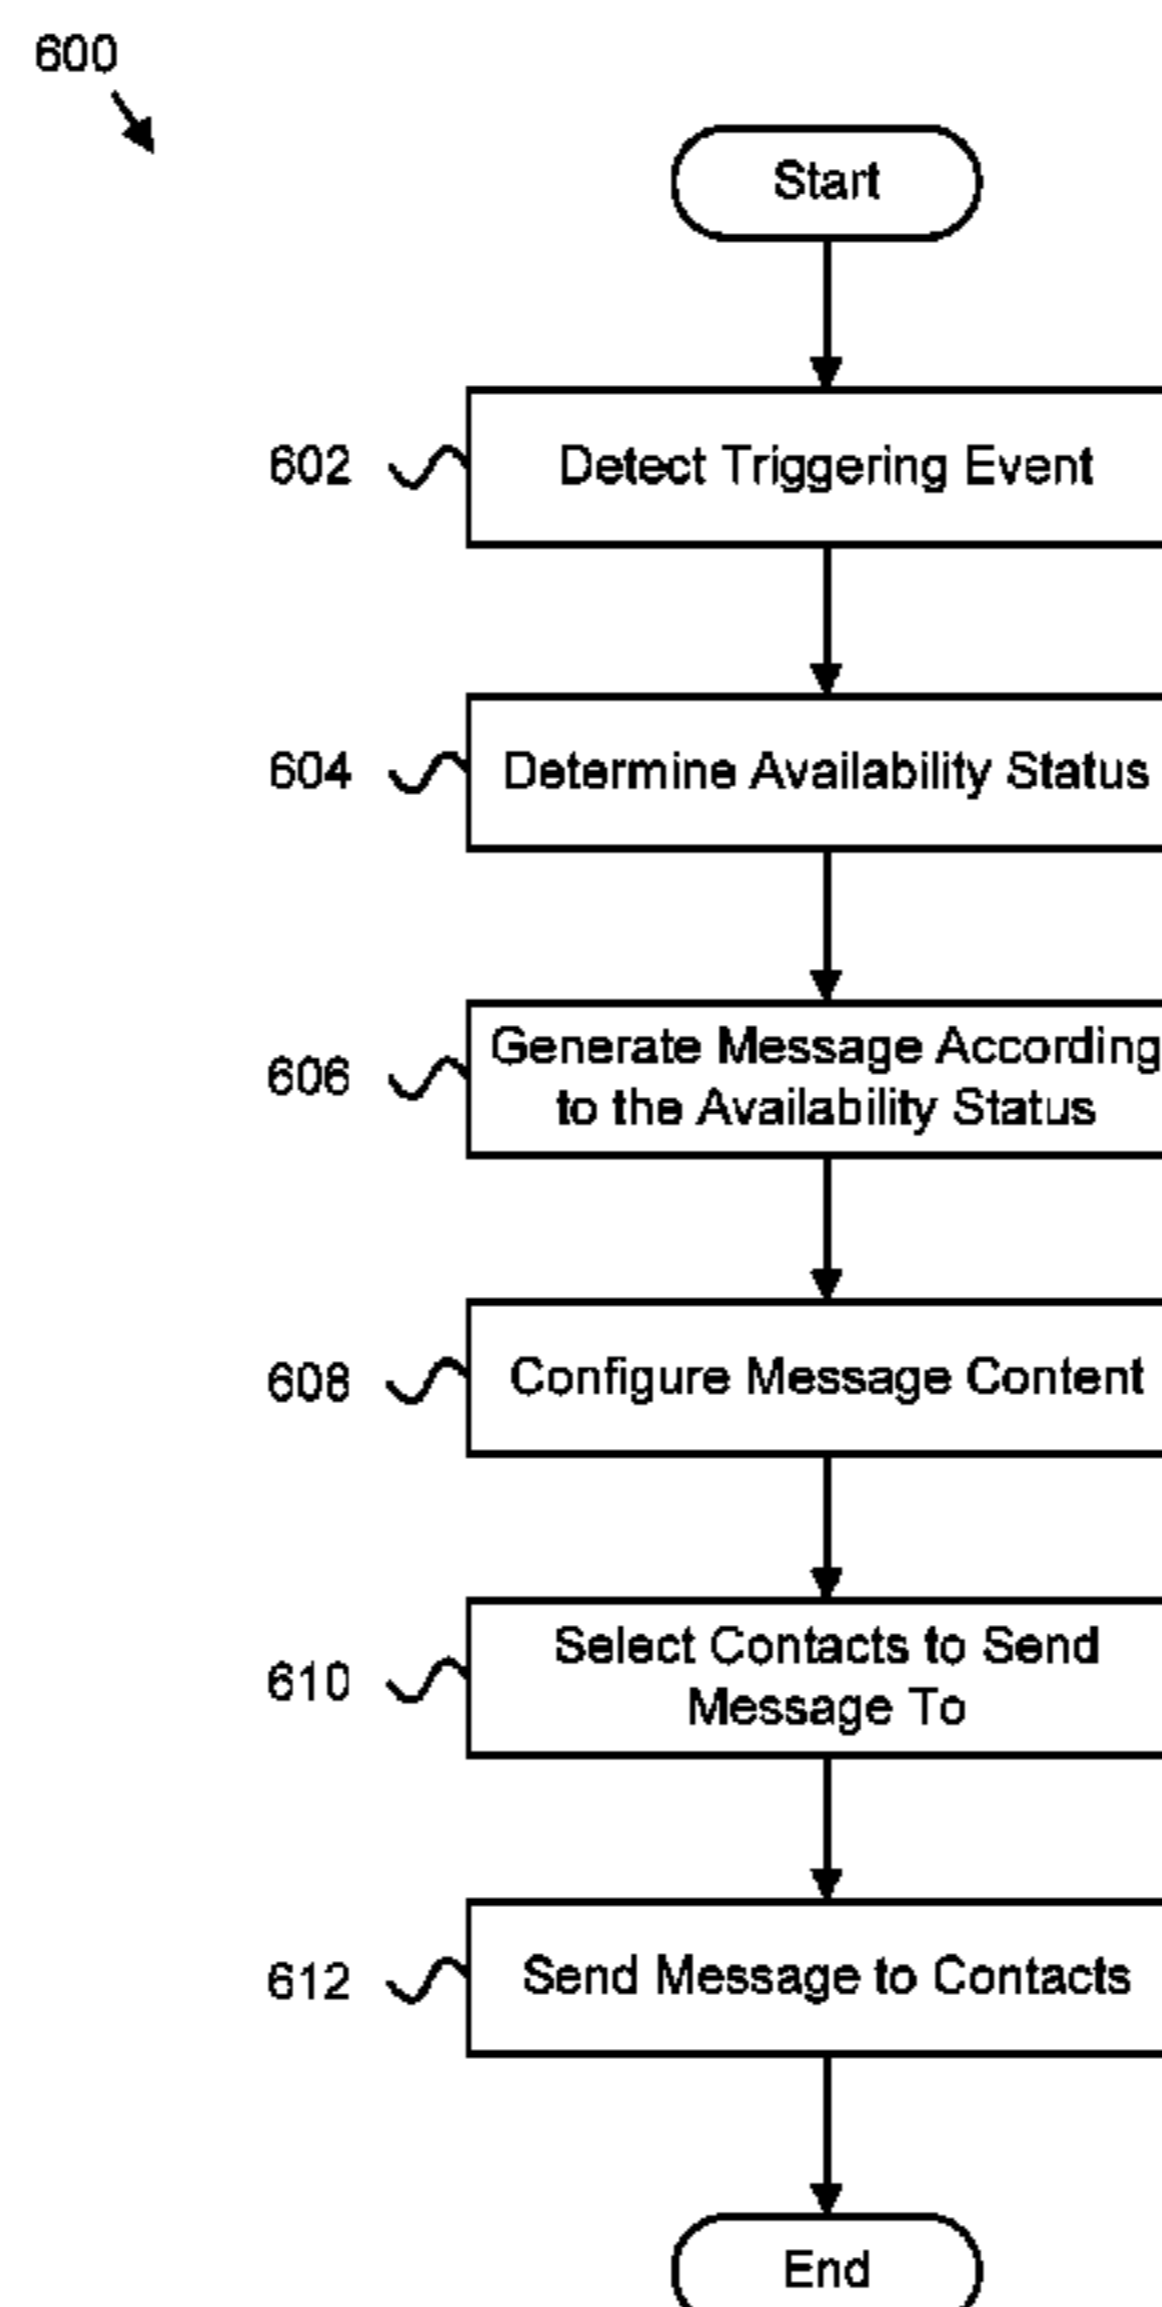 600
Start
602
Detect Triggering Event
604
Determine Availability Status
606
Generate Message According
to the Availability Status
608
Configure Message Content
610
Select Contacts to Send
Message To
612
Send Message to Contacts
End